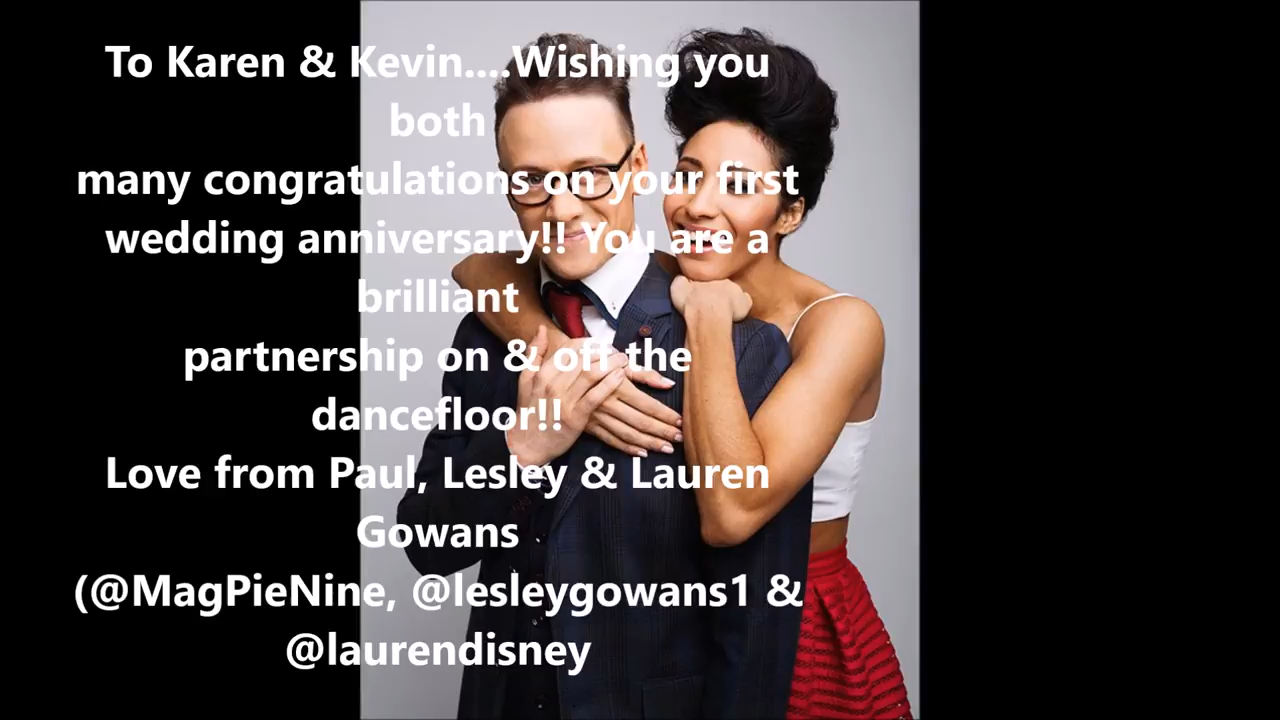 To Karen & Kevin....Wishing you
both
many congratulations on your first
wedding anniversary!! You are a
brilliant
partnership on & off the
dancefloor!!
Love from Paul, Lesley & Lauren
Gowans
(@MagPieNine, @lesleygowans1 &
@laurendisney